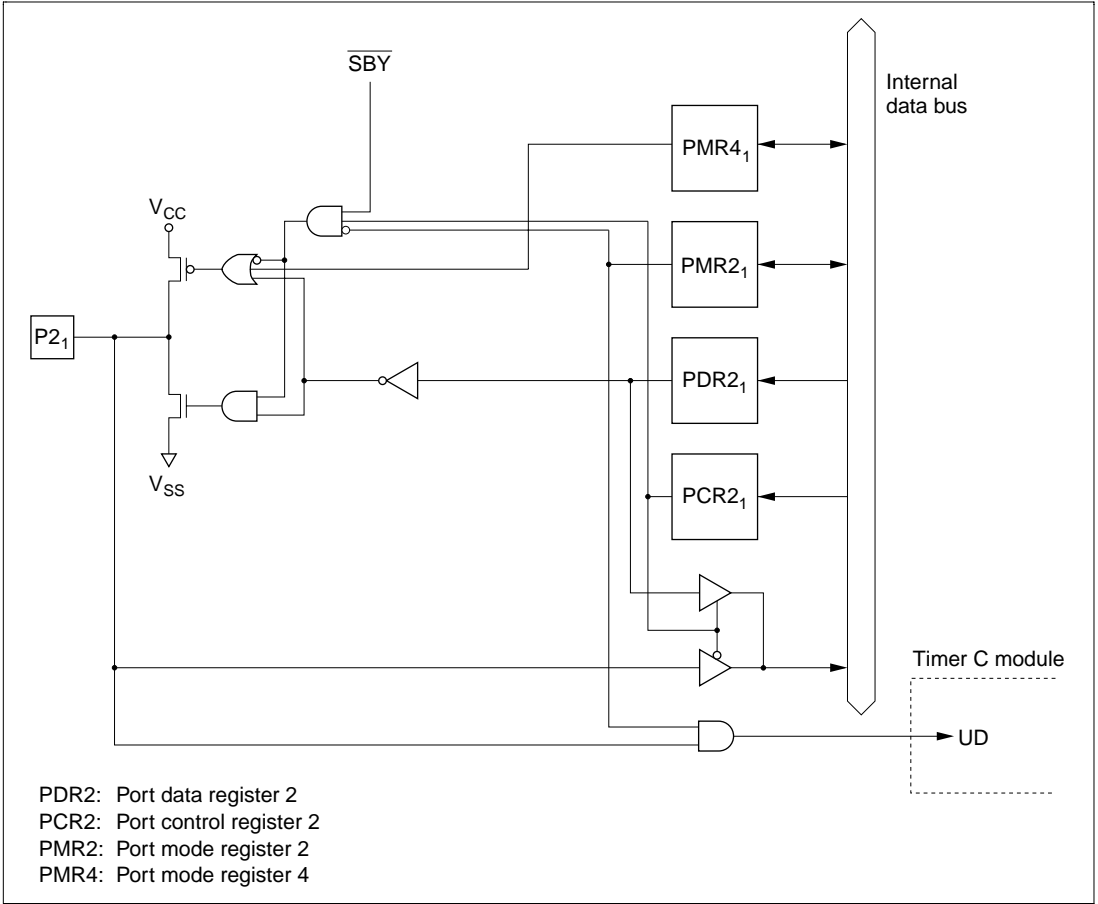 SBY
Internal
data bus
PMR4₁
V_CC
PMR2₁
P2₁
PDR2₁
V_SS
PCR2₁
Timer C module
UD
PDR2: Port data register 2
PCR2: Port control register 2
PMR2: Port mode register 2
PMR4: Port mode register 4